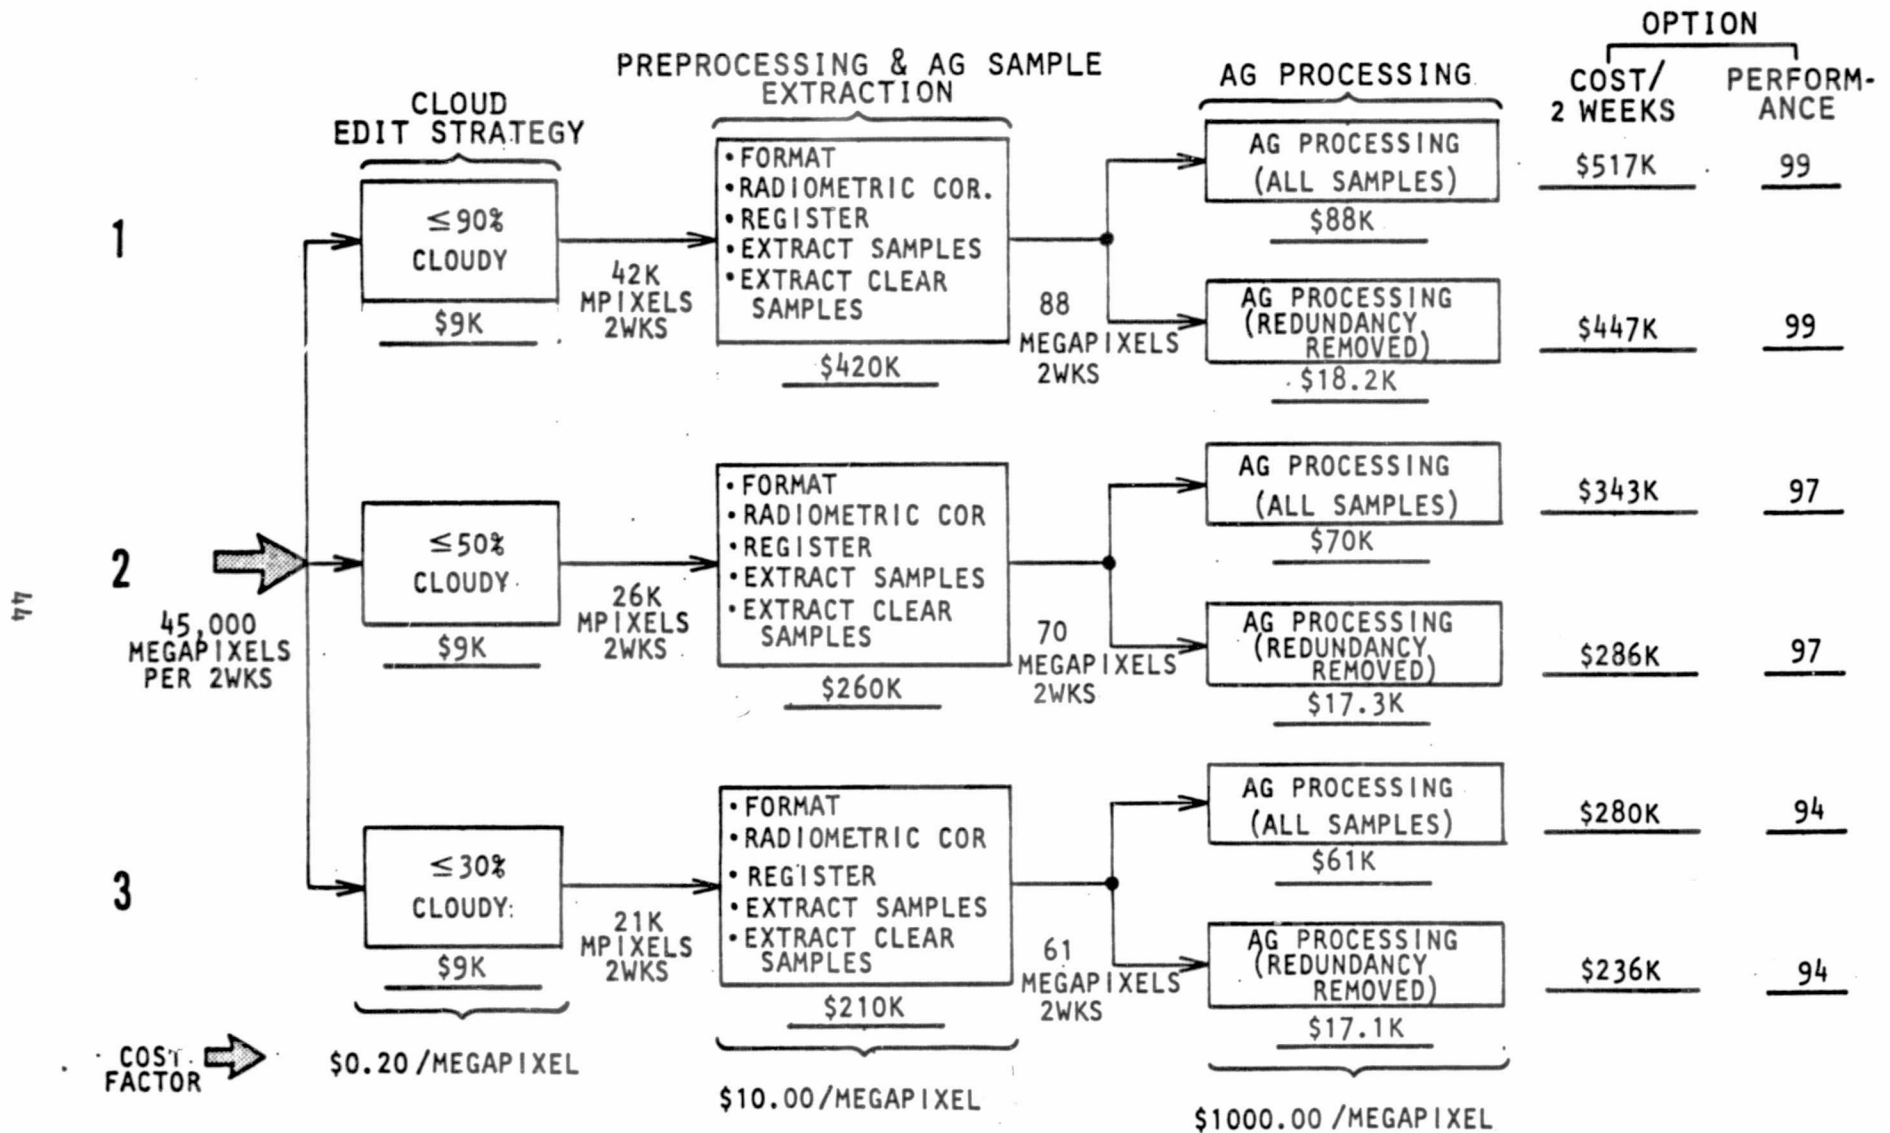 OPTION
PREPROCESSING & AG SAMPLE
EXTRACTION
AG PROCESSING
COST/
2 WEEKS
PERFORM-
ANCE
CLOUD
EDIT STRATEGY
1
≤90%
CLOUDY
$9K
42K
MPIXELS
2WKS
•FORMAT
•RADIOMETRIC COR.
•REGISTER
•EXTRACT SAMPLES
•EXTRACT CLEAR
SAMPLES
$420K
88
MEGAPIXELS
2WKS
AG PROCESSING
(ALL SAMPLES)
$88K
$517K
99
AG PROCESSING
(REDUNDANCY
REMOVED)
$18.2K
$447K
99
2
45,000
MEGAPIXELS
PER 2WKS
≤50%
CLOUDY
$9K
26K
MPIXELS
2WKS
•FORMAT
•RADIOMETRIC COR
•REGISTER
•EXTRACT SAMPLES
•EXTRACT CLEAR
SAMPLES
$260K
70
MEGAPIXELS
2WKS
AG PROCESSING
(ALL SAMPLES)
$70K
$343K
97
AG PROCESSING
(REDUNDANCY
REMOVED)
$17.3K
$286K
97
3
≤30%
CLOUDY
$9K
21K
MPIXELS
2WKS
•FORMAT
•RADIOMETRIC COR
•REGISTER
•EXTRACT SAMPLES
•EXTRACT CLEAR
SAMPLES
$210K
61
MEGAPIXELS
2WKS
AG PROCESSING
(ALL SAMPLES)
$61K
$280K
94
AG PROCESSING
(REDUNDANCY
REMOVED)
$17.1K
$236K
94
COST
FACTOR
$0.20/MEGAPIXEL
$10.00/MEGAPIXEL
$1000.00/MEGAPIXEL
44